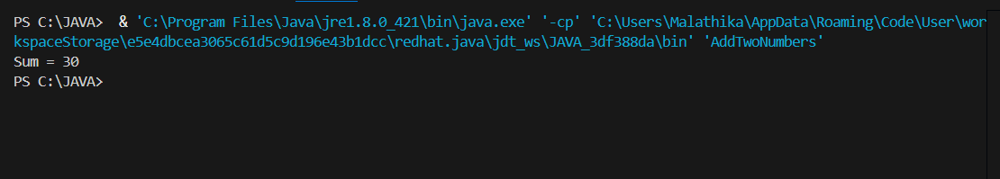 PS C:\JAVA>  & 'C:\Program Files\Java\jre1.8.0_421\bin\java.exe' '-cp' 'C:\Users\Malathika\AppData\Roaming\Code\User\wor
kspaceStorage\e5e4dbcea3065c61d5c9d196e43b1dcc\redhat.java\jdt_ws\JAVA_3df388da\bin' 'AddTwoNumbers'
Sum = 30
PS C:\JAVA>